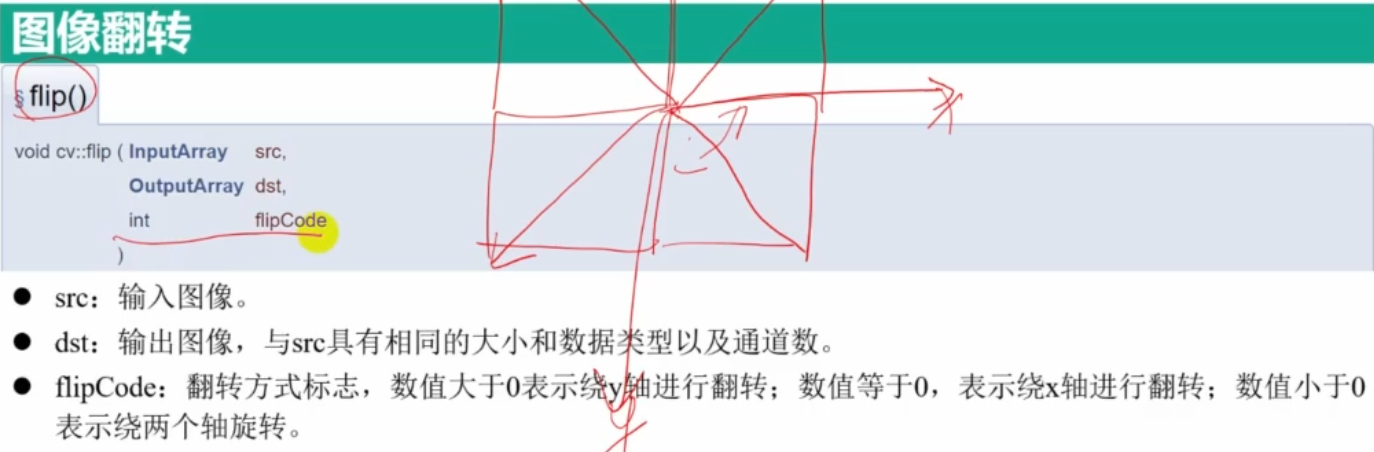 图像翻转
§ flip()
void cv::flip ( InputArray src,
OutputArray dst,
int flipCode
)
● src：输入图像。
● dst：输出图像，与src具有相同的大小和数据类型以及通道数。
● flipCode：翻转方式标志，数值大于0表示绕y轴进行翻转；数值等于0，表示绕x轴进行翻转；数值小于0
表示绕两个轴旋转。